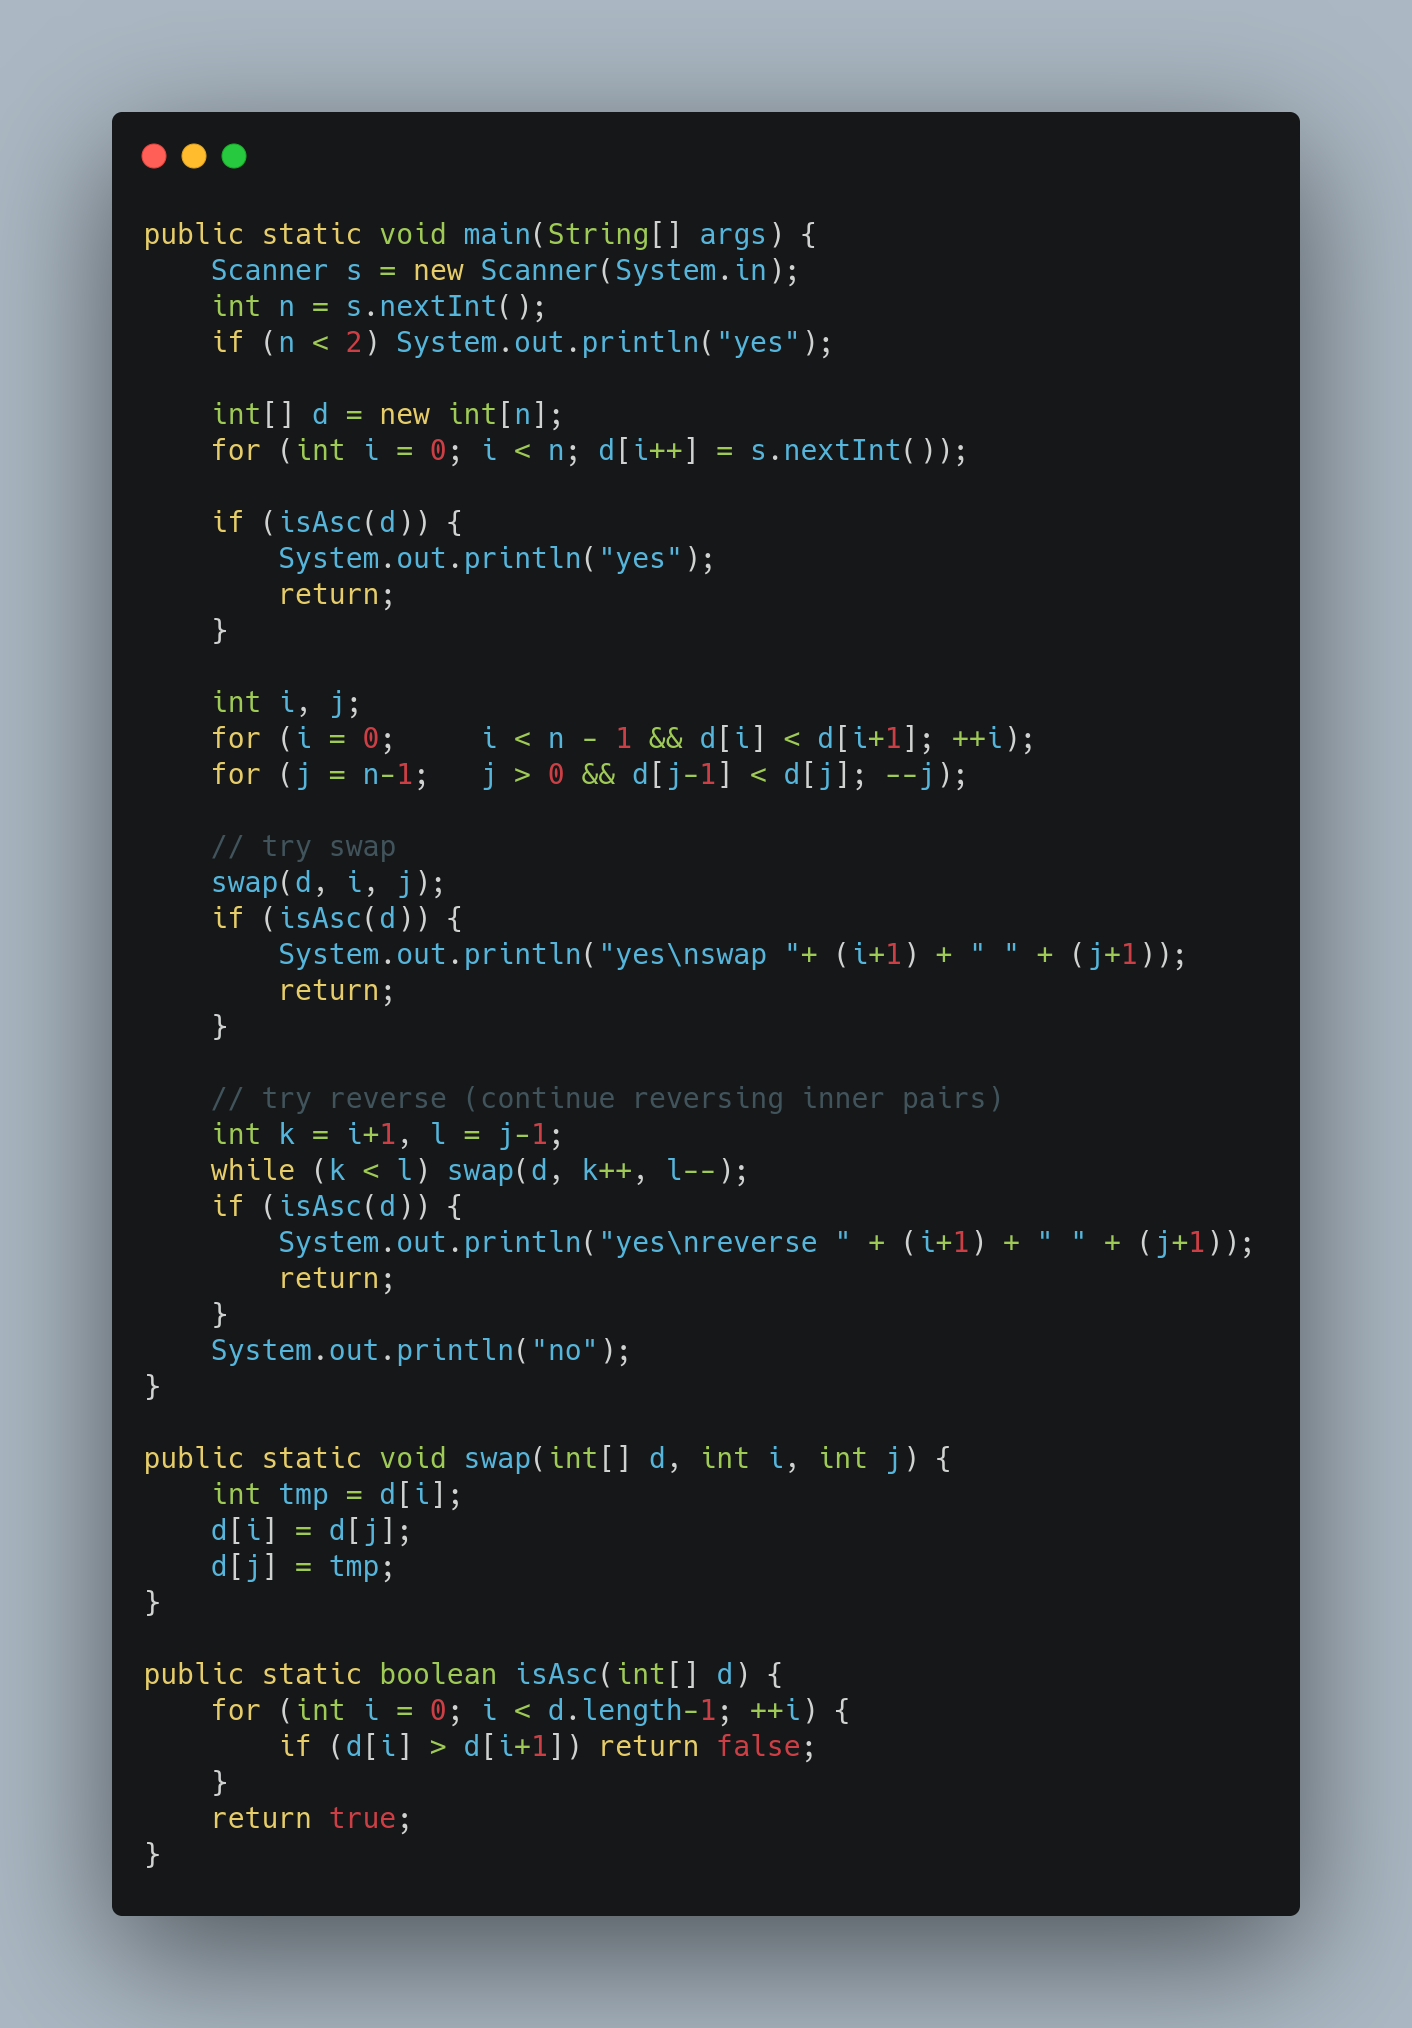 public static void main(String[] args) {
    Scanner s = new Scanner(System.in);
    int n = s.nextInt();
    if (n < 2) System.out.println("yes");

    int[] d = new int[n];
    for (int i = 0; i < n; d[i++] = s.nextInt());

    if (isAsc(d)) {
        System.out.println("yes");
        return;
    }

    int i, j;
    for (i = 0;     i < n - 1 && d[i] < d[i+1]; ++i);
    for (j = n-1;   j > 0 && d[j-1] < d[j]; --j);

    // try swap
    swap(d, i, j);
    if (isAsc(d)) {
        System.out.println("yes\nswap "+ (i+1) + " " + (j+1));
        return;
    }

    // try reverse (continue reversing inner pairs)
    int k = i+1, l = j-1;
    while (k < l) swap(d, k++, l--);
    if (isAsc(d)) {
        System.out.println("yes\nreverse " + (i+1) + " " + (j+1));
        return;
    }
    System.out.println("no");
}

public static void swap(int[] d, int i, int j) {
    int tmp = d[i];
    d[i] = d[j];
    d[j] = tmp;
}

public static boolean isAsc(int[] d) {
    for (int i = 0; i < d.length-1; ++i) {
        if (d[i] > d[i+1]) return false;
    }
    return true;
}